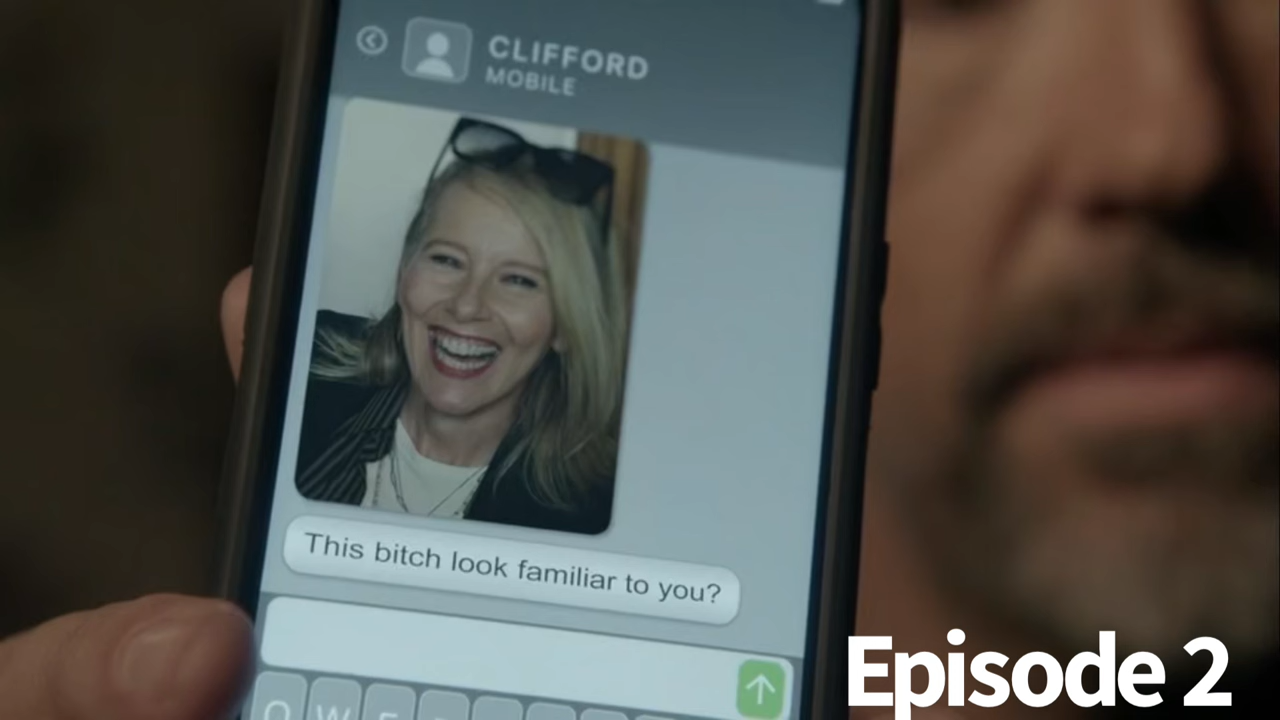 CLIFFORD
MOBILE
This bitch look familiar to you?
Q W E
Episode 2